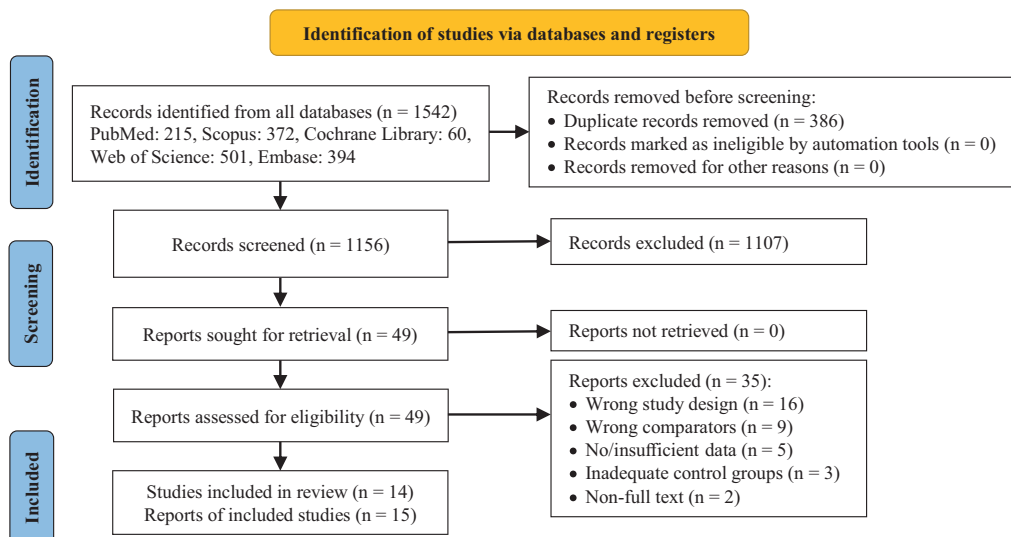 Identification of studies via databases and registers
Identification
Records identified from all databases (n = 1542)
PubMed: 215, Scopus: 372, Cochrane Library: 60,
Web of Science: 501, Embase: 394
Records removed before screening:
• Duplicate records removed (n = 386)
• Records marked as ineligible by automation tools (n = 0)
• Records removed for other reasons (n = 0)
Screening
Records screened (n = 1156)
Records excluded (n = 1107)
Reports sought for retrieval (n = 49)
Reports not retrieved (n = 0)
Reports assessed for eligibility (n = 49)
Reports excluded (n = 35):
• Wrong study design (n = 16)
• Wrong comparators (n = 9)
• No/insufficient data (n = 5)
• Inadequate control groups (n = 3)
• Non-full text (n = 2)
Included
Studies included in review (n = 14)
Reports of included studies (n = 15)